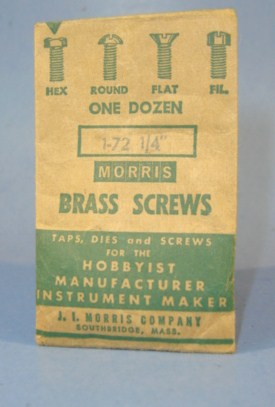 HEX ROUND FLAT FIL.
ONE DOZEN
1-72 1/4"
MORRIS
BRASS SCREWS
TAPS, DIES and SCREWS
FOR THE
HOBBYIST
MANUFACTURER
INSTRUMENT MAKER
J. I. MORRIS COMPANY
SOUTHBRIDGE, MASS.